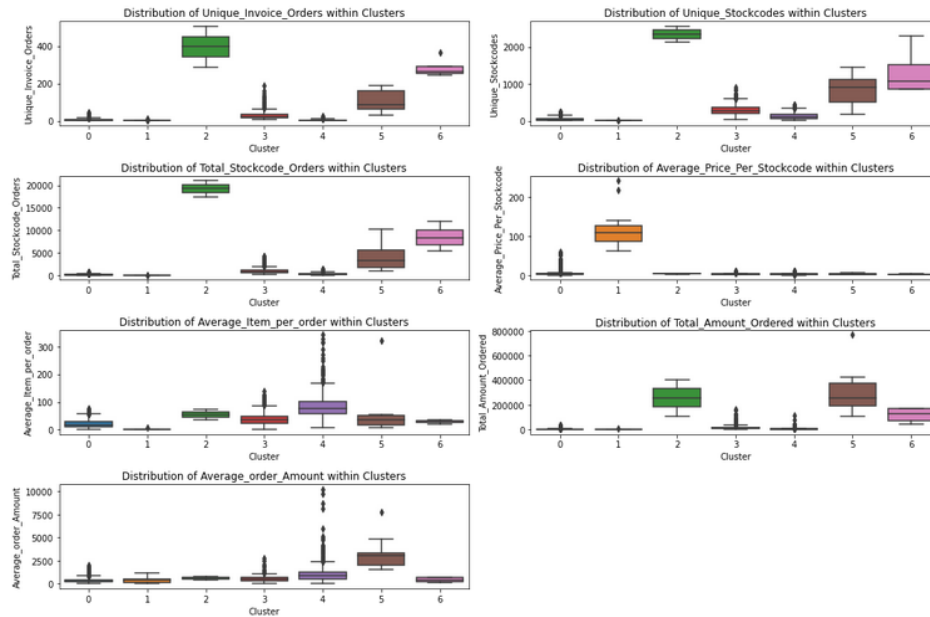 Distribution of Unique_Invoice_Orders within Clusters
Unique_Invoice_Orders
400
200
0
0 1 2 3 4 5 6
Cluster
Distribution of Unique_Stockcodes within Clusters
Unique_Stockcodes
2000
1000
0
0 1 2 3 4 5 6
Cluster
Distribution of Total_Stockcode_Orders within Clusters
Total_Stockcode_Orders
20000
15000
10000
5000
0
0 1 2 3 4 5 6
Cluster
Distribution of Average_Price_Per_Stockcode within Clusters
Average_Price_Per_Stockcode
200
100
0
0 1 2 3 4 5 6
Cluster
Distribution of Average_Item_per_order within Clusters
Average_Item_per_order
300
200
100
0
0 1 2 3 4 5 6
Cluster
Distribution of Total_Amount_Ordered within Clusters
Total_Amount_Ordered
800000
600000
400000
200000
0
0 1 2 3 4 5 6
Cluster
Distribution of Average_order_Amount within Clusters
Average_order_Amount
10000
7500
5000
2500
0
0 1 2 3 4 5 6
Cluster